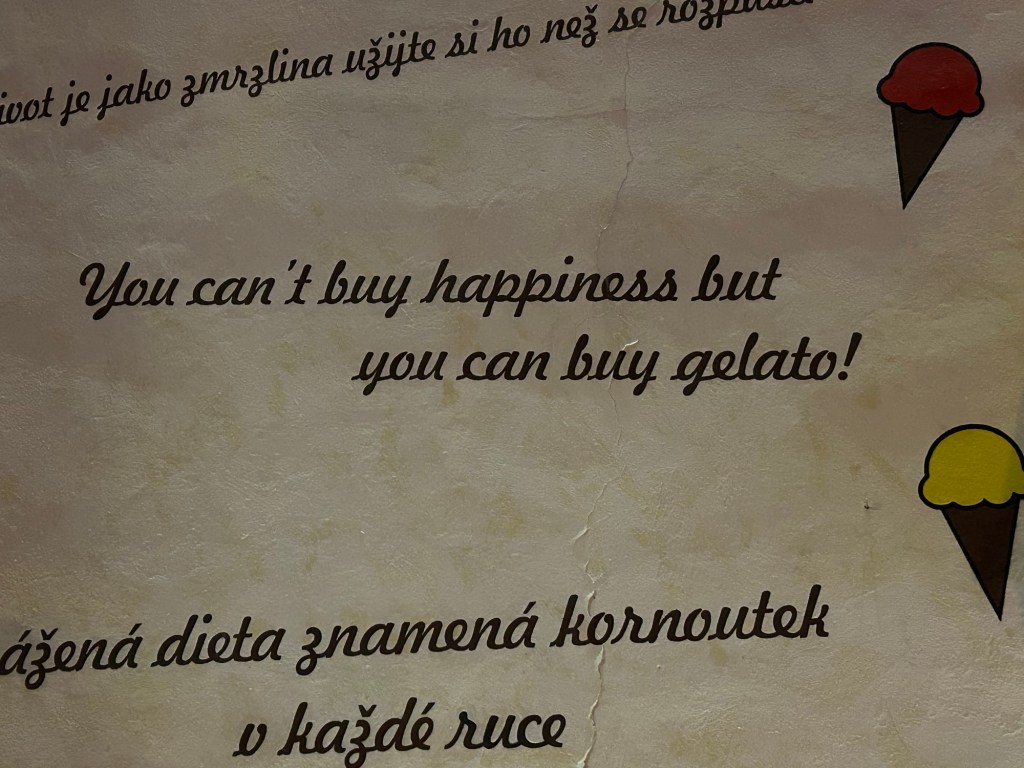 je jako zmrzlina užijte si ho než se
You can't buy happiness but
you can buy gelato!
dieta znamená kornoutek
v každé ruce